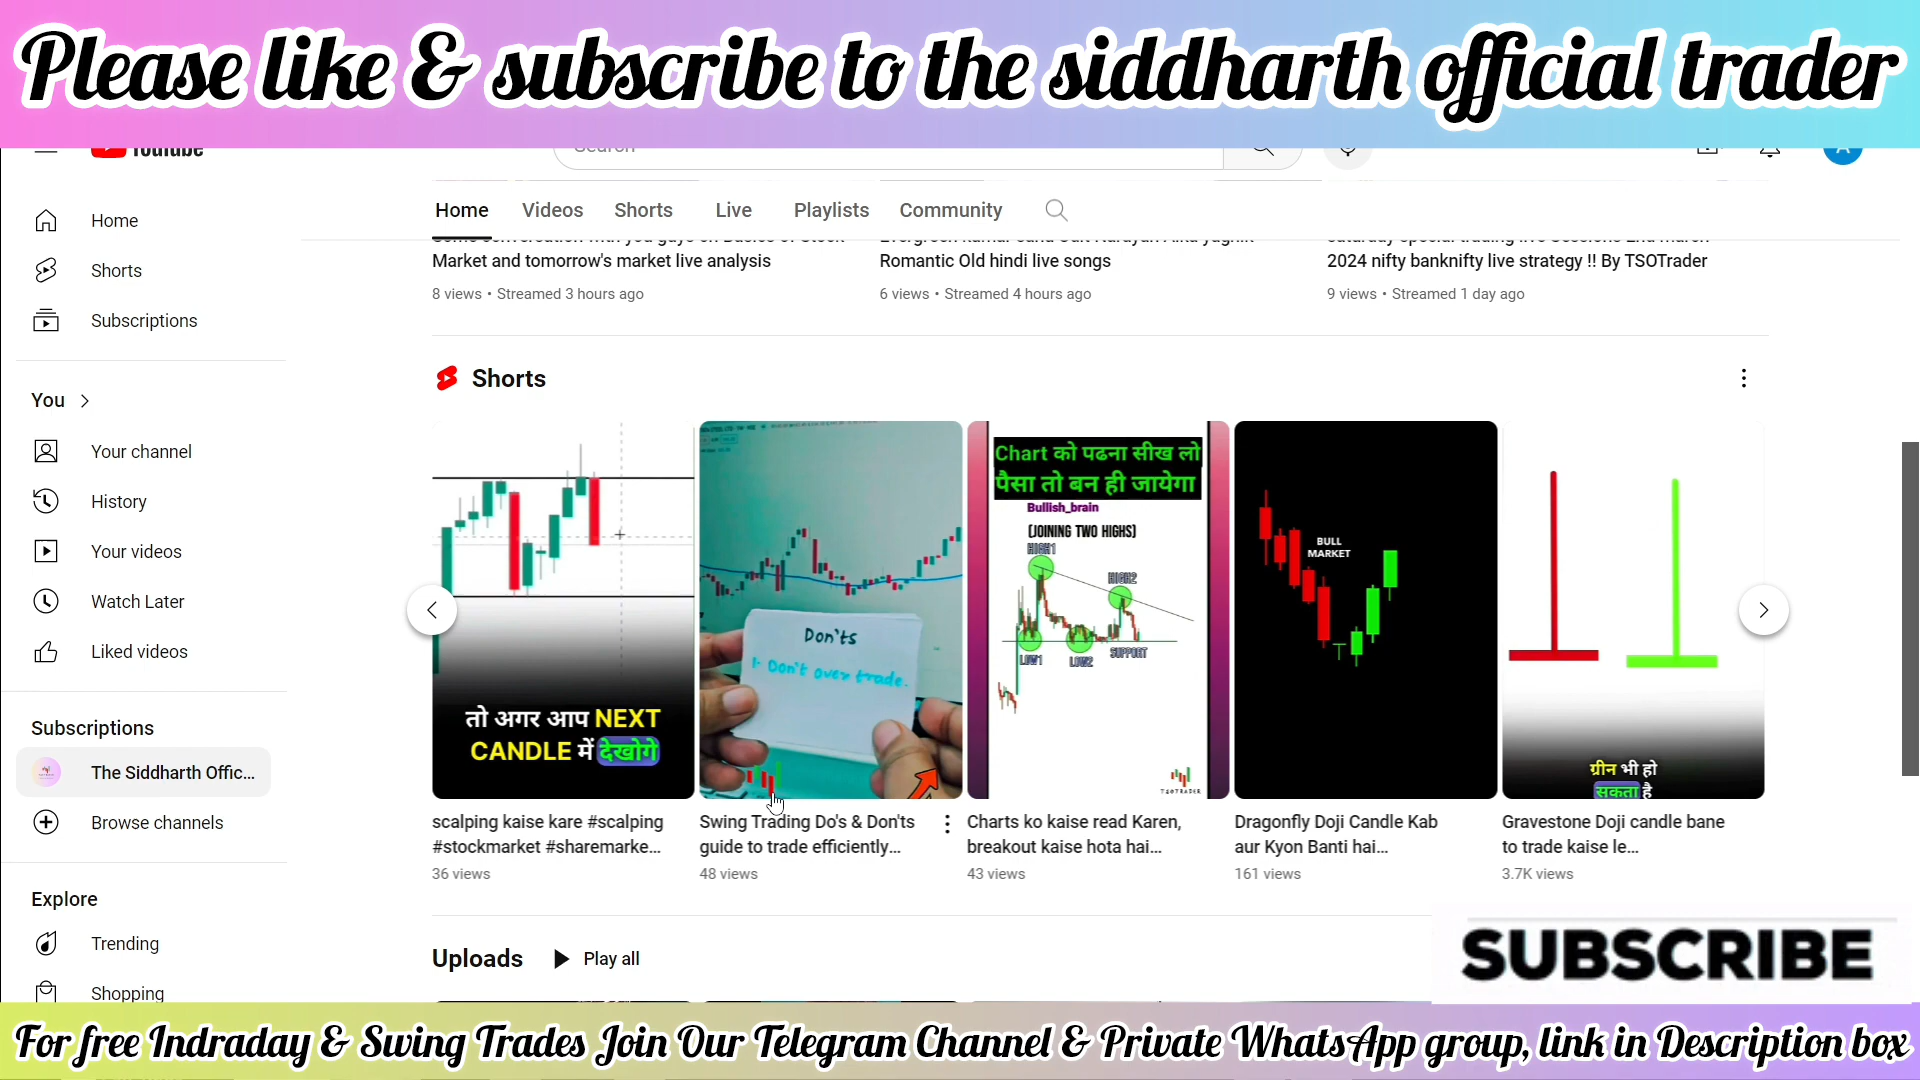 Please like & subscribe to the siddharth official trader
YouTube
Search
Home
Videos
Shorts
Live
Playlists
Community
Home
Shorts
Subscriptions
You
Your channel
History
Your videos
Watch Later
Liked videos
Subscriptions
The Siddharth Offic...
Browse channels
Explore
Trending
Shopping
Market and tomorrow's market live analysis
8 views • Streamed 3 hours ago
Romantic Old hindi live songs
6 views • Streamed 4 hours ago
2024 nifty banknifty live strategy !! By TSOTrader
9 views • Streamed 1 day ago
Shorts
तो अगर आप NEXT
CANDLE में देखोगे
scalping kaise kare #scalping
#stockmarket #sharemarke...
36 views
Don'ts
1- Don't over trade.
Swing Trading Do's & Don'ts
guide to trade efficiently...
48 views
Chart को पढना सीख लो
पैसा तो बन ही जायेगा
Bullish_brain
(JOINING TWO HIGHS)
HIGH1
HIGH2
LOW1
LOW2
SUPPORT
TSOTRADER
Charts ko kaise read Karen,
breakout kaise hota hai...
43 views
BULL
MARKET
Dragonfly Doji Candle Kab
aur Kyon Banti hai...
161 views
ग्रीन भी हो
सकता है
Gravestone Doji candle bane
to trade kaise le...
3.7K views
Uploads
Play all
SUBSCRIBE
For free Indraday & Swing Trades Join Our Telegram Channel & Private WhatsApp group, link in Description box